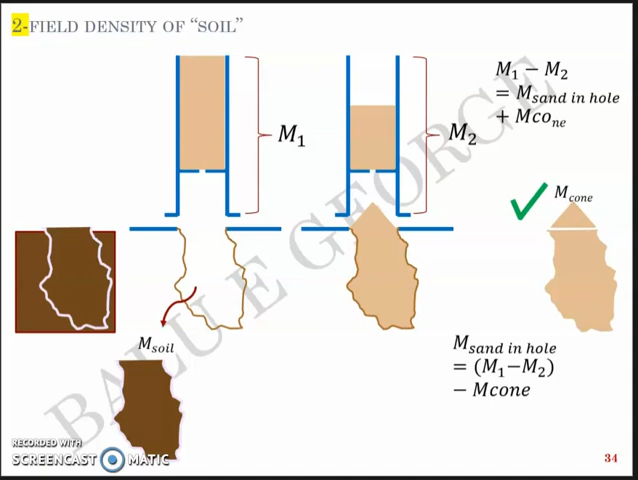 2-FIELD DENSITY OF “SOIL”
M1
M2
M1 − M2
= Msand in hole
+ Mcone
Mcone
Msoil
Msand in hole
= (M1−M2)
− Mcone
BALU E GEORGE
RECORDED WITH
SCREENCAST MATIC
34